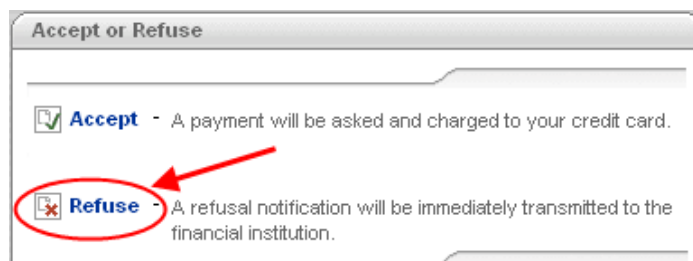 Accept or Refuse
Accept - A payment will be asked and charged to your credit card.
Refuse - A refusal notification will be immediately transmitted to the
financial institution.